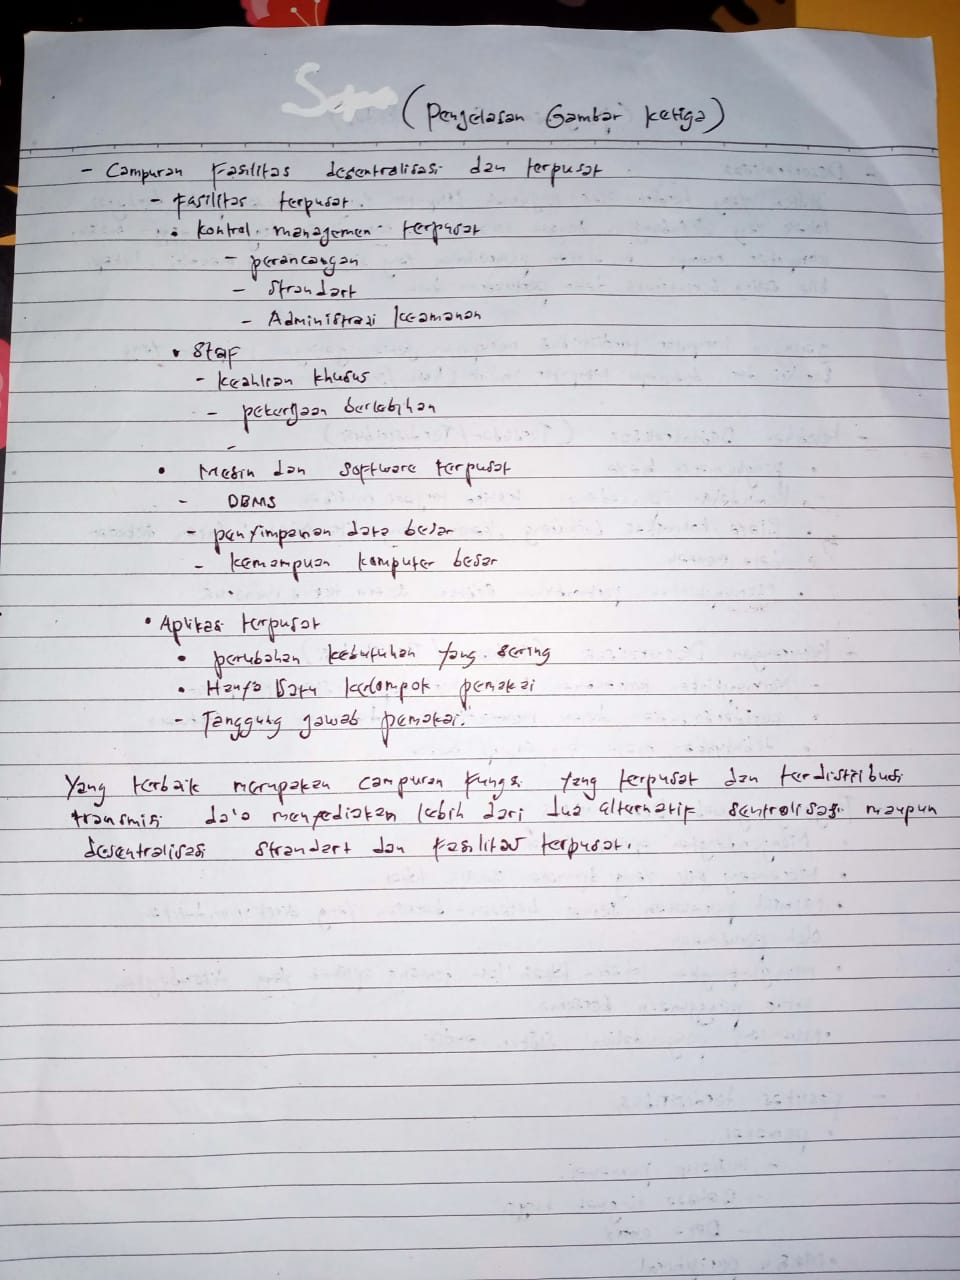 (Penjelasan Gambar ketiga)
- Campuran Fasilitas desentralisasi dan terpusat
- Fasilitas terpusat.
• kontrol managemen terpusat
- perancangan
- Strandart
- Administrasi keamanan
• Staf
- keahlian khusus
- pekerjaan berlebihan
-
• Mesin dan Software terpusat
- DBMS
- penyimpanan data besar
- kemampuan komputer besar
• Aplikasi terpusat
• perubahan kebutuhan yang sering
• Hanya satu kelompok pemakai
- Tanggung jawab pemakai.
Yang terbaik merupakan campuran Fungsi yang terpusat dan terdistribusi
transmisi data menyediakan lebih dari dua alternatif sentralisasi maupun
desentralisasi Strandart dan Fasilitas terpusat.